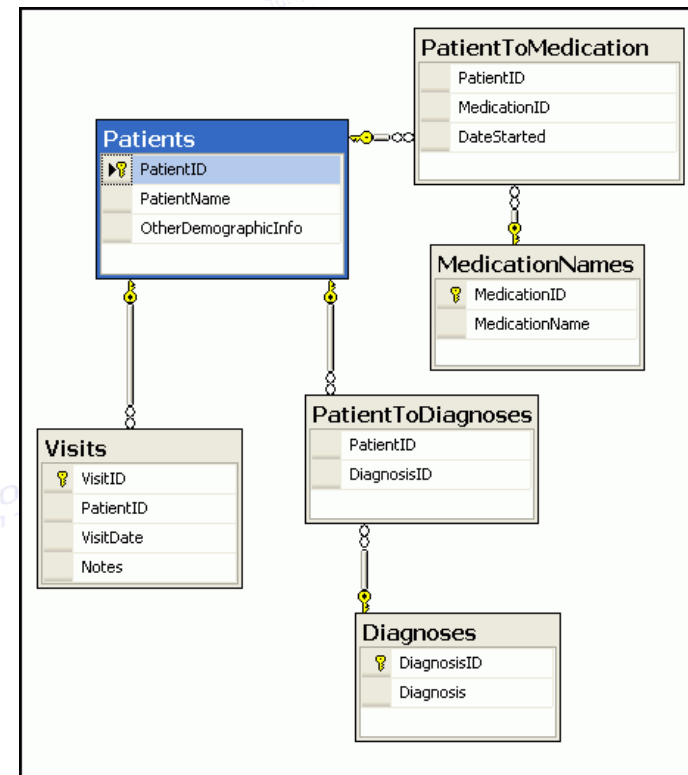 PatientToMedication
PatientID
MedicationID
DateStarted
Patients
PatientID
PatientName
OtherDemographicInfo
MedicationNames
MedicationID
MedicationName
PatientToDiagnoses
PatientID
DiagnosisID
Visits
VisitID
PatientID
VisitDate
Notes
Diagnoses
DiagnosisID
Diagnosis